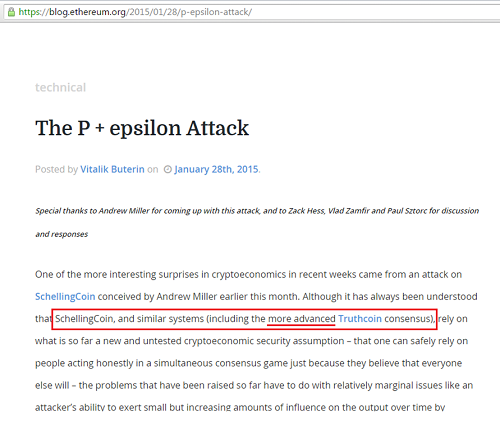 https://blog.ethereum.org/2015/01/28/p-epsilon-attack/
technical
The P + epsilon Attack
Posted by Vitalik Buterin on January 28th, 2015.
Special thanks to Andrew Miller for coming up with this attack, and to Zack Hess, Vlad Zamfir and Paul Sztorc for discussion
and responses
One of the more interesting surprises in cryptoeconomics in recent weeks came from an attack on
SchellingCoin conceived by Andrew Miller earlier this month. Although it has always been understood
that SchellingCoin, and similar systems (including the more advanced Truthcoin consensus), rely on
what is so far a new and untested cryptoeconomic security assumption – that one can safely rely on
people acting honestly in a simultaneous consensus game just because they believe that everyone
else will – the problems that have been raised so far have to do with relatively marginal issues like an
attacker's ability to exert small but increasing amounts of influence on the output over time by